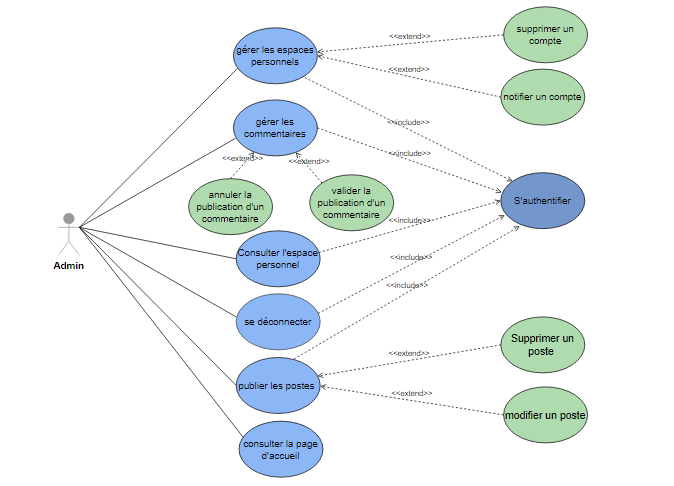 supprimer un
compte
<<extend>>
gérer les espaces
personnels
<<extend>>
notifier un compte
<<include>>
gérer les
commentaires
<<include>>
<<extend>>
<<extend>>
annuler la
publication d'un
commentaire
valider la
publication d'un
commentaire
S'authentifier
<<include>>
Admin
Consulter l'espace
personnel
<<include>>
<<include>>
se déconnecter
Supprimer un
poste
<<extend>>
publier les postes
<<extend>>
modifier un poste
consulter la page
d'accueil